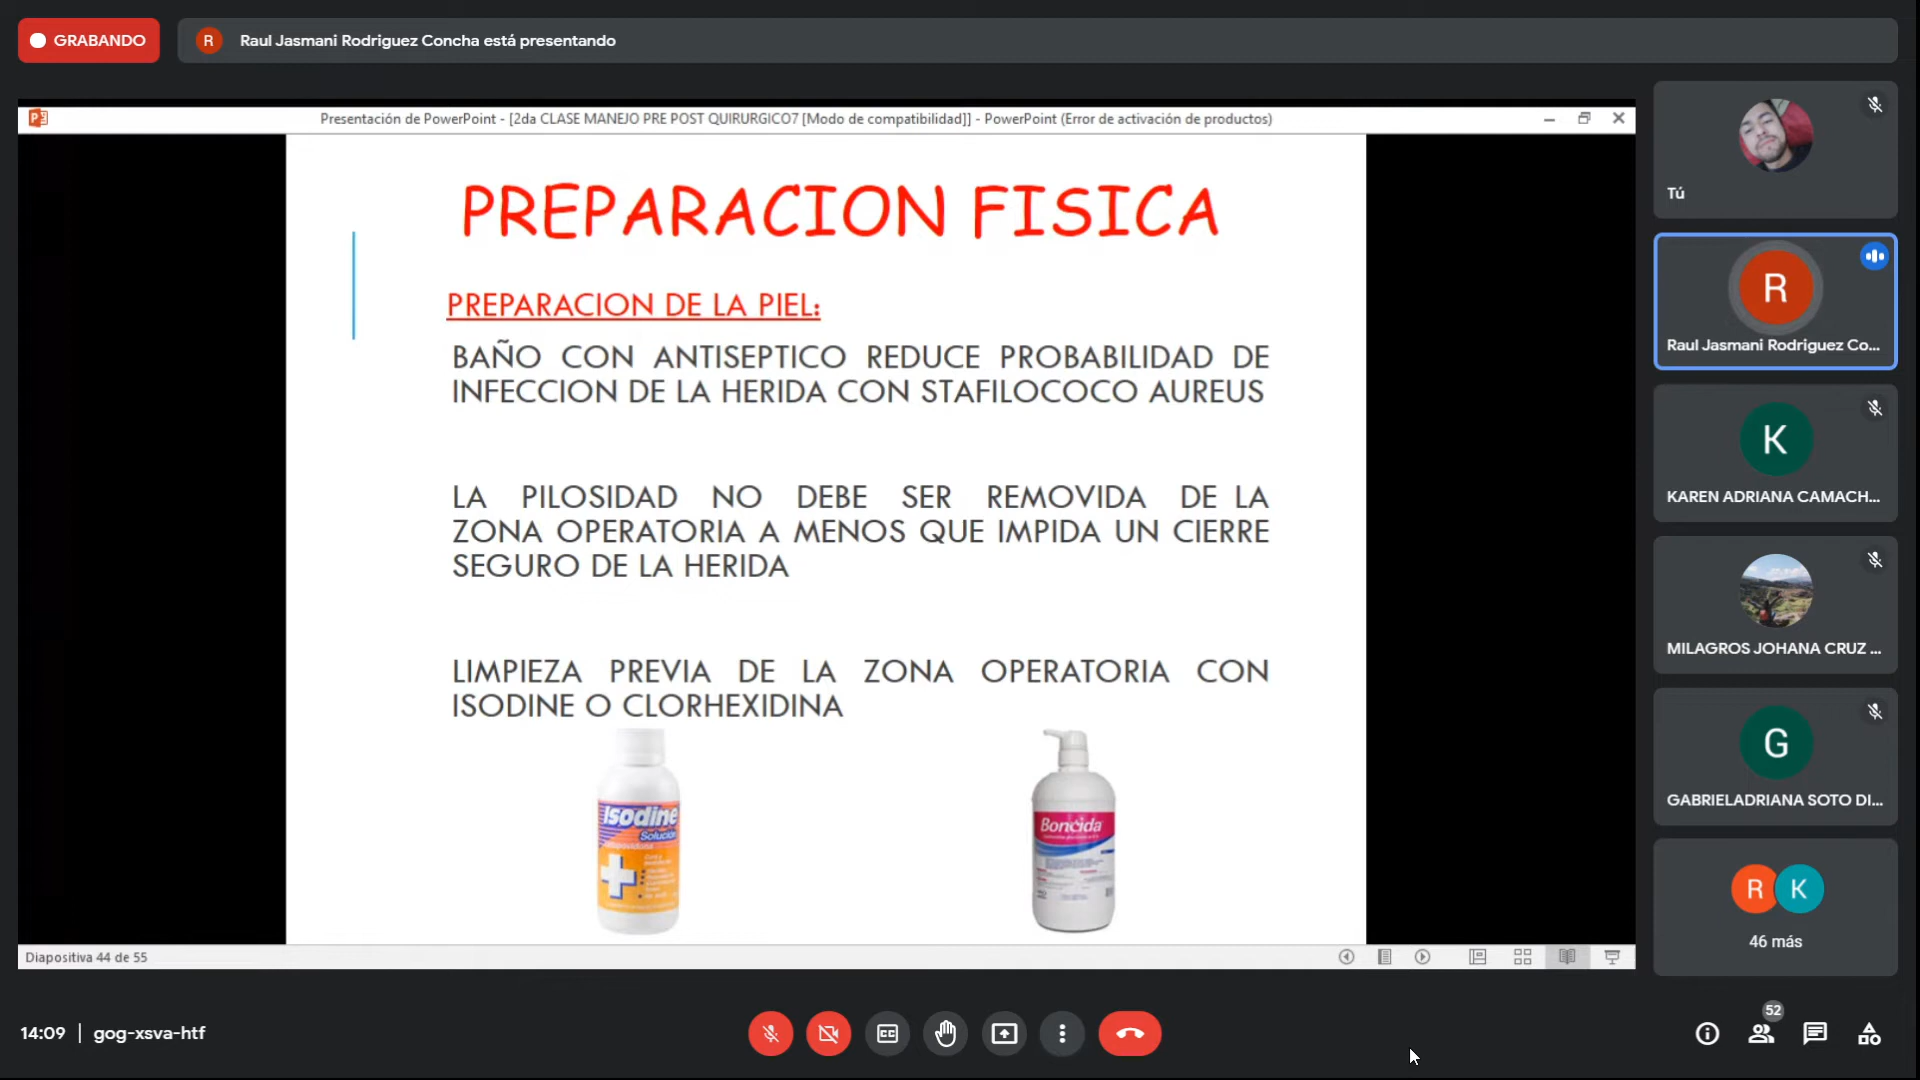 GRABANDO
R
Raul Jasmani Rodriguez Concha está presentando
Presentación de PowerPoint - [2da CLASE MANEJO PRE POST QUIRURGICO7 [Modo de compatibilidad]] - PowerPoint (Error de activación de productos)
PREPARACION FISICA
PREPARACION DE LA PIEL:
BAÑO CON ANTISEPTICO REDUCE PROBABILIDAD DE
INFECCION DE LA HERIDA CON STAFILOCOCO AUREUS
LA PILOSIDAD NO DEBE SER REMOVIDA DE LA
ZONA OPERATORIA A MENOS QUE IMPIDA UN CIERRE
SEGURO DE LA HERIDA
LIMPIEZA PREVIA DE LA ZONA OPERATORIA CON
ISODINE O CLORHEXIDINA
Isodine
Solución
Boncida
Diapositiva 44 de 55
Tú
R
Raul Jasmani Rodriguez Co...
K
KAREN ADRIANA CAMACH...
MILAGROS JOHANA CRUZ ...
G
GABRIELADRIANA SOTO DI...
R K
46 más
14:09 | gog-xsva-htf
CC
52